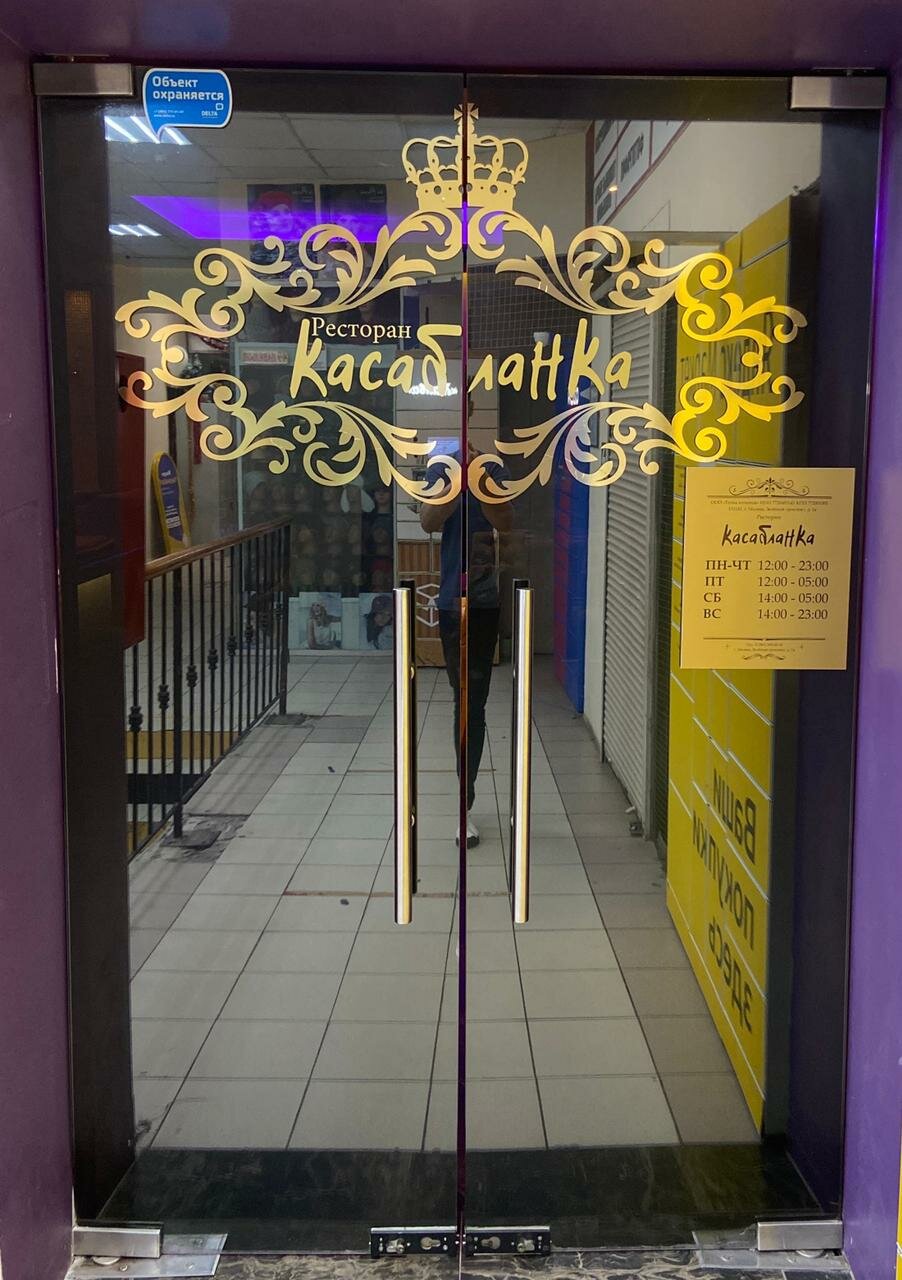 Объект
охраняется
DELTA
Ресторан
Касабланка
Ресторан
Касабланка
ПН-ЧТ 12:00 - 23:00
ПТ 12:00 - 05:00
СБ 14:00 - 05:00
ВС 14:00 - 23:00
Ваши
покупки
здесь